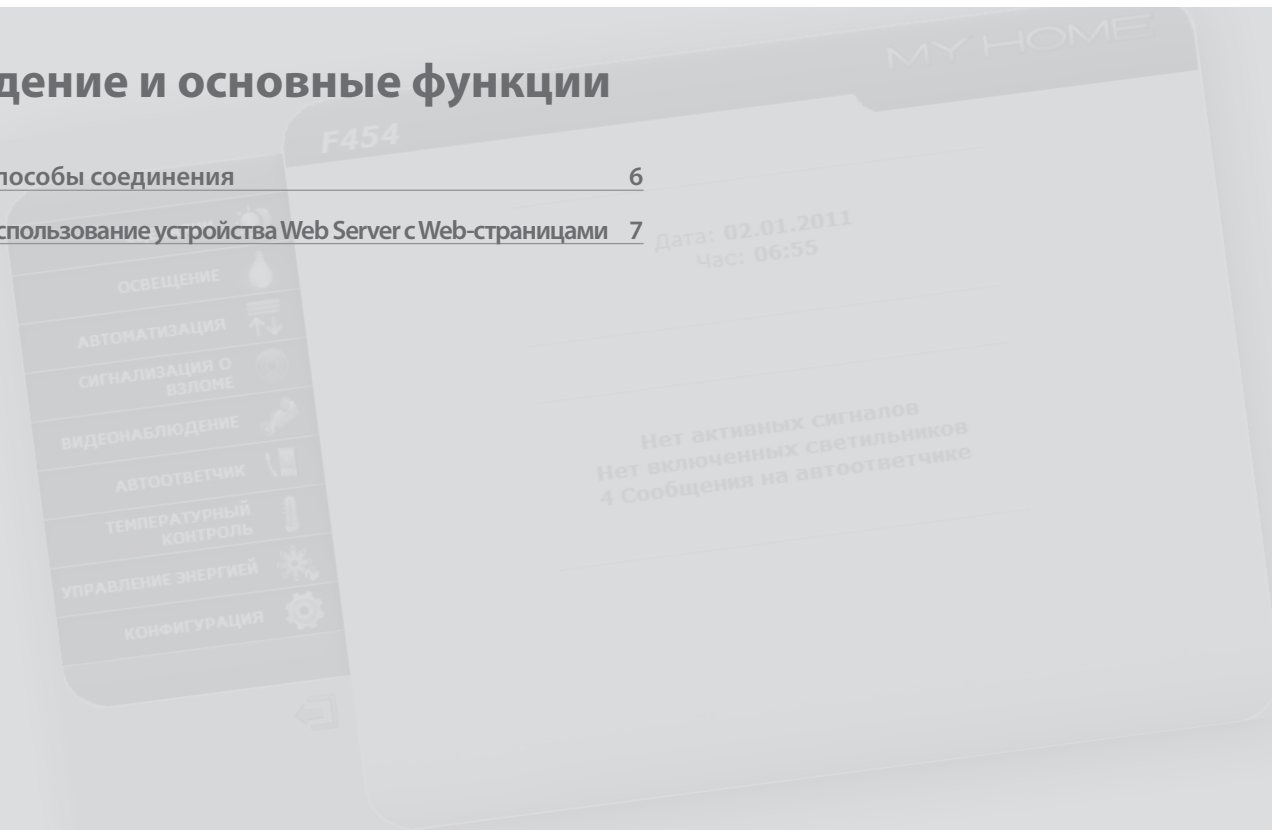 MY HOME
дение и основные функции
F454
пособы соединения 6
спользование устройства Web Server с Web-страницами 7
Дата: 02.01.2011
Час: 06:55
ОСВЕЩЕНИЕ
АВТОМАТИЗАЦИЯ
СИГНАЛИЗАЦИЯ О
ВЗЛОМЕ
ВИДЕОНАБЛЮДЕНИЕ
АВТООТВЕТЧИК
ТЕМПЕРАТУРНЫЙ
КОНТРОЛЬ
УПРАВЛЕНИЕ ЭНЕРГИЕЙ
КОНФИГУРАЦИЯ
Нет активных сигналов
Нет включенных светильников
4 Сообщения на автоответчике